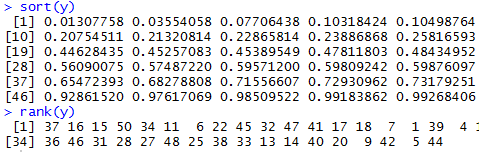 > sort(y)
[1] 0.01307758 0.03554058 0.07706438 0.10318424 0.10498764
[10] 0.20754511 0.21320814 0.22865814 0.23886868 0.25816593
[19] 0.44628435 0.45257083 0.45389549 0.47811803 0.48434952
[28] 0.56090075 0.57487220 0.59571200 0.59809242 0.59876097
[37] 0.65472393 0.68278808 0.71556607 0.72930962 0.73179251
[46] 0.92861520 0.97617069 0.98509522 0.99183862 0.99268406
> rank(y)
[1] 37 16 15 50 34 11 6 22 45 32 47 41 17 18 7 1 39 4
[34] 36 46 31 28 27 48 25 38 33 13 14 40 20 9 42 5 44